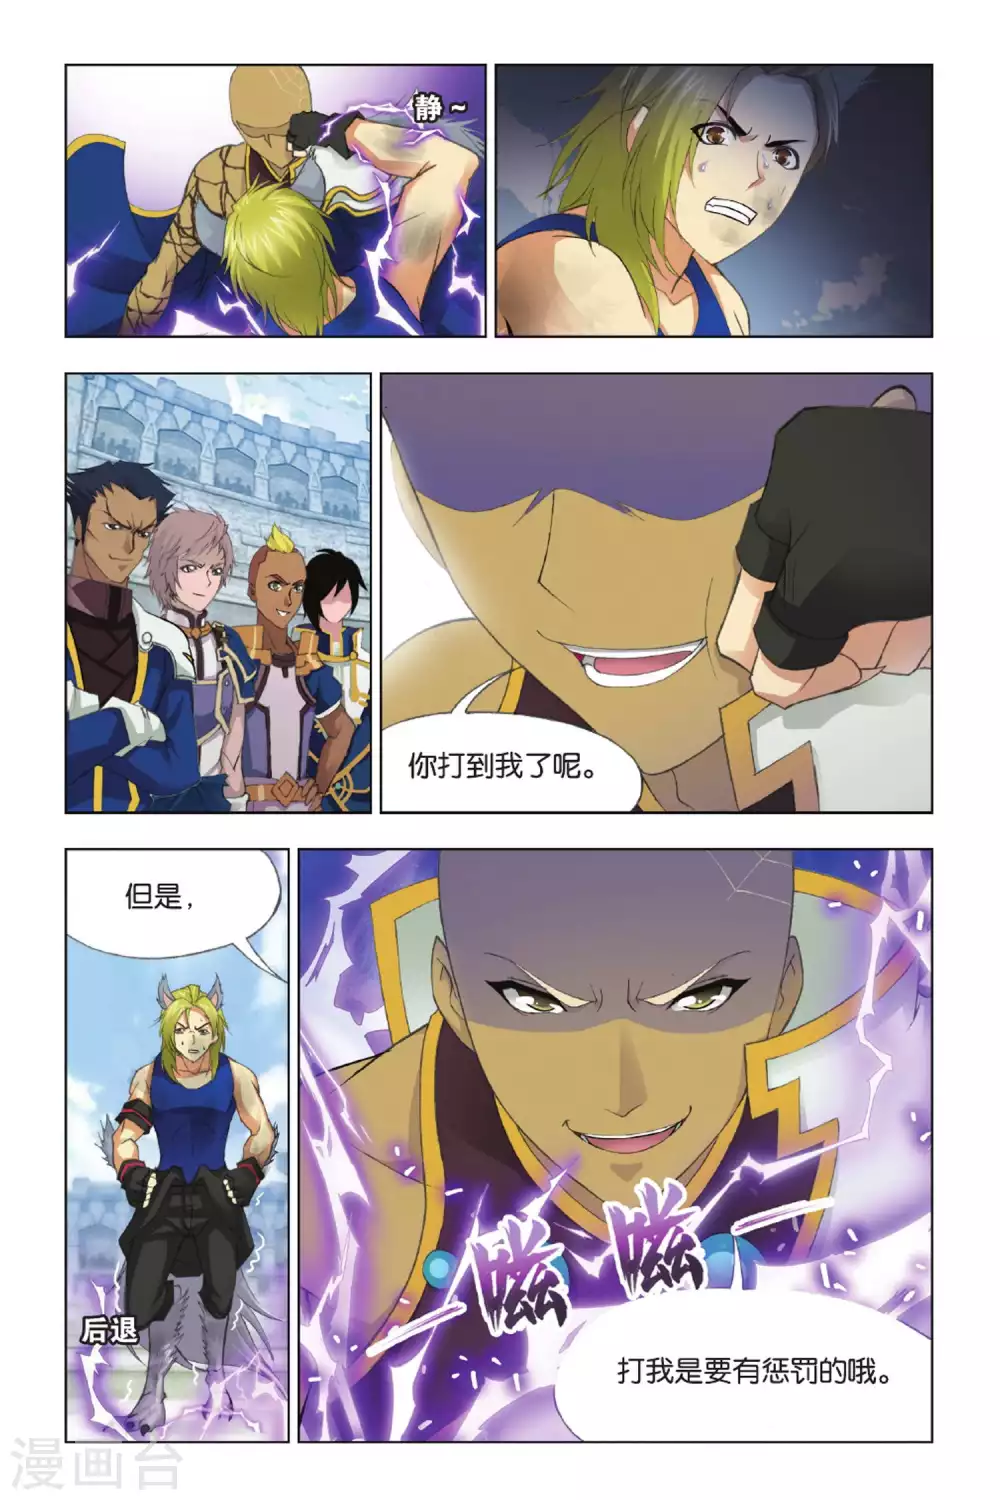 静~
你打到我了呢。
但是，
后退
嗞
嗞
打我是要有惩罚的哦。
漫画台